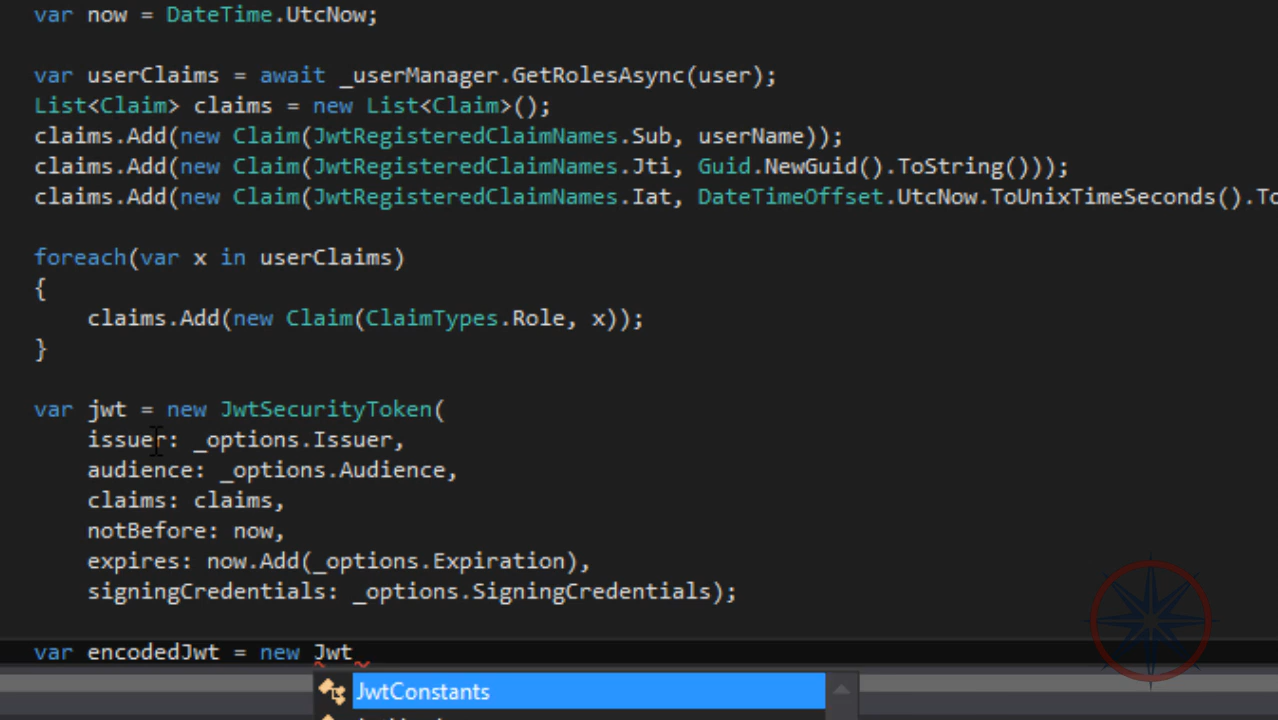 var now = DateTime.UtcNow;
var userClaims = await _userManager.GetRolesAsync(user);
List<Claim> claims = new List<Claim>();
claims.Add(new Claim(JwtRegisteredClaimNames.Sub, userName));
claims.Add(new Claim(JwtRegisteredClaimNames.Jti, Guid.NewGuid().ToString()));
claims.Add(new Claim(JwtRegisteredClaimNames.Iat, DateTimeOffset.UtcNow.ToUnixTimeSeconds().To
foreach(var x in userClaims)
{
claims.Add(new Claim(ClaimTypes.Role, x));
}
var jwt = new JwtSecurityToken(
issuer: _options.Issuer,
audience: _options.Audience,
claims: claims,
notBefore: now,
expires: now.Add(_options.Expiration),
signingCredentials: _options.SigningCredentials);
var encodedJwt = new Jwt
JwtConstants